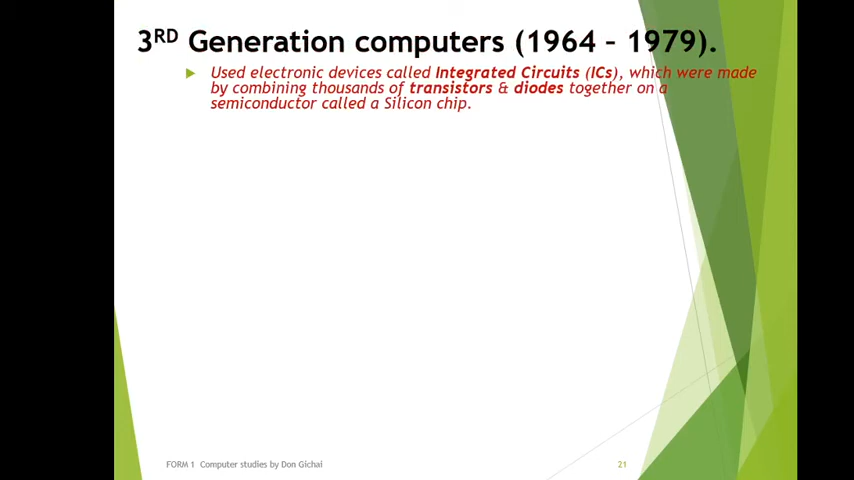 3RD Generation computers (1964 – 1979).
Used electronic devices called Integrated Circuits (ICs), which were made
by combining thousands of transistors & diodes together on a
semiconductor called a Silicon chip.
FORM 1 Computer studies by Don Gichai
21